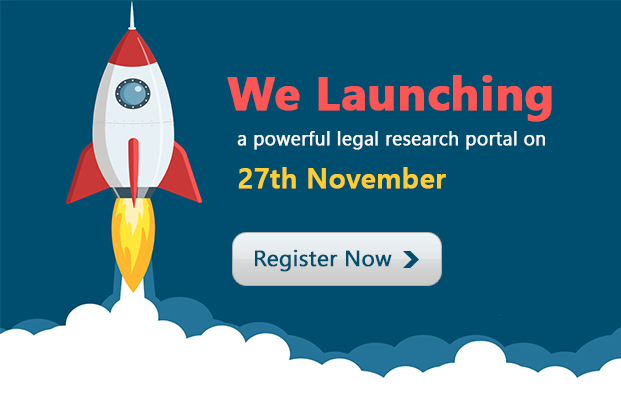 We Launching
a powerful legal research portal on
27th November
Register Now